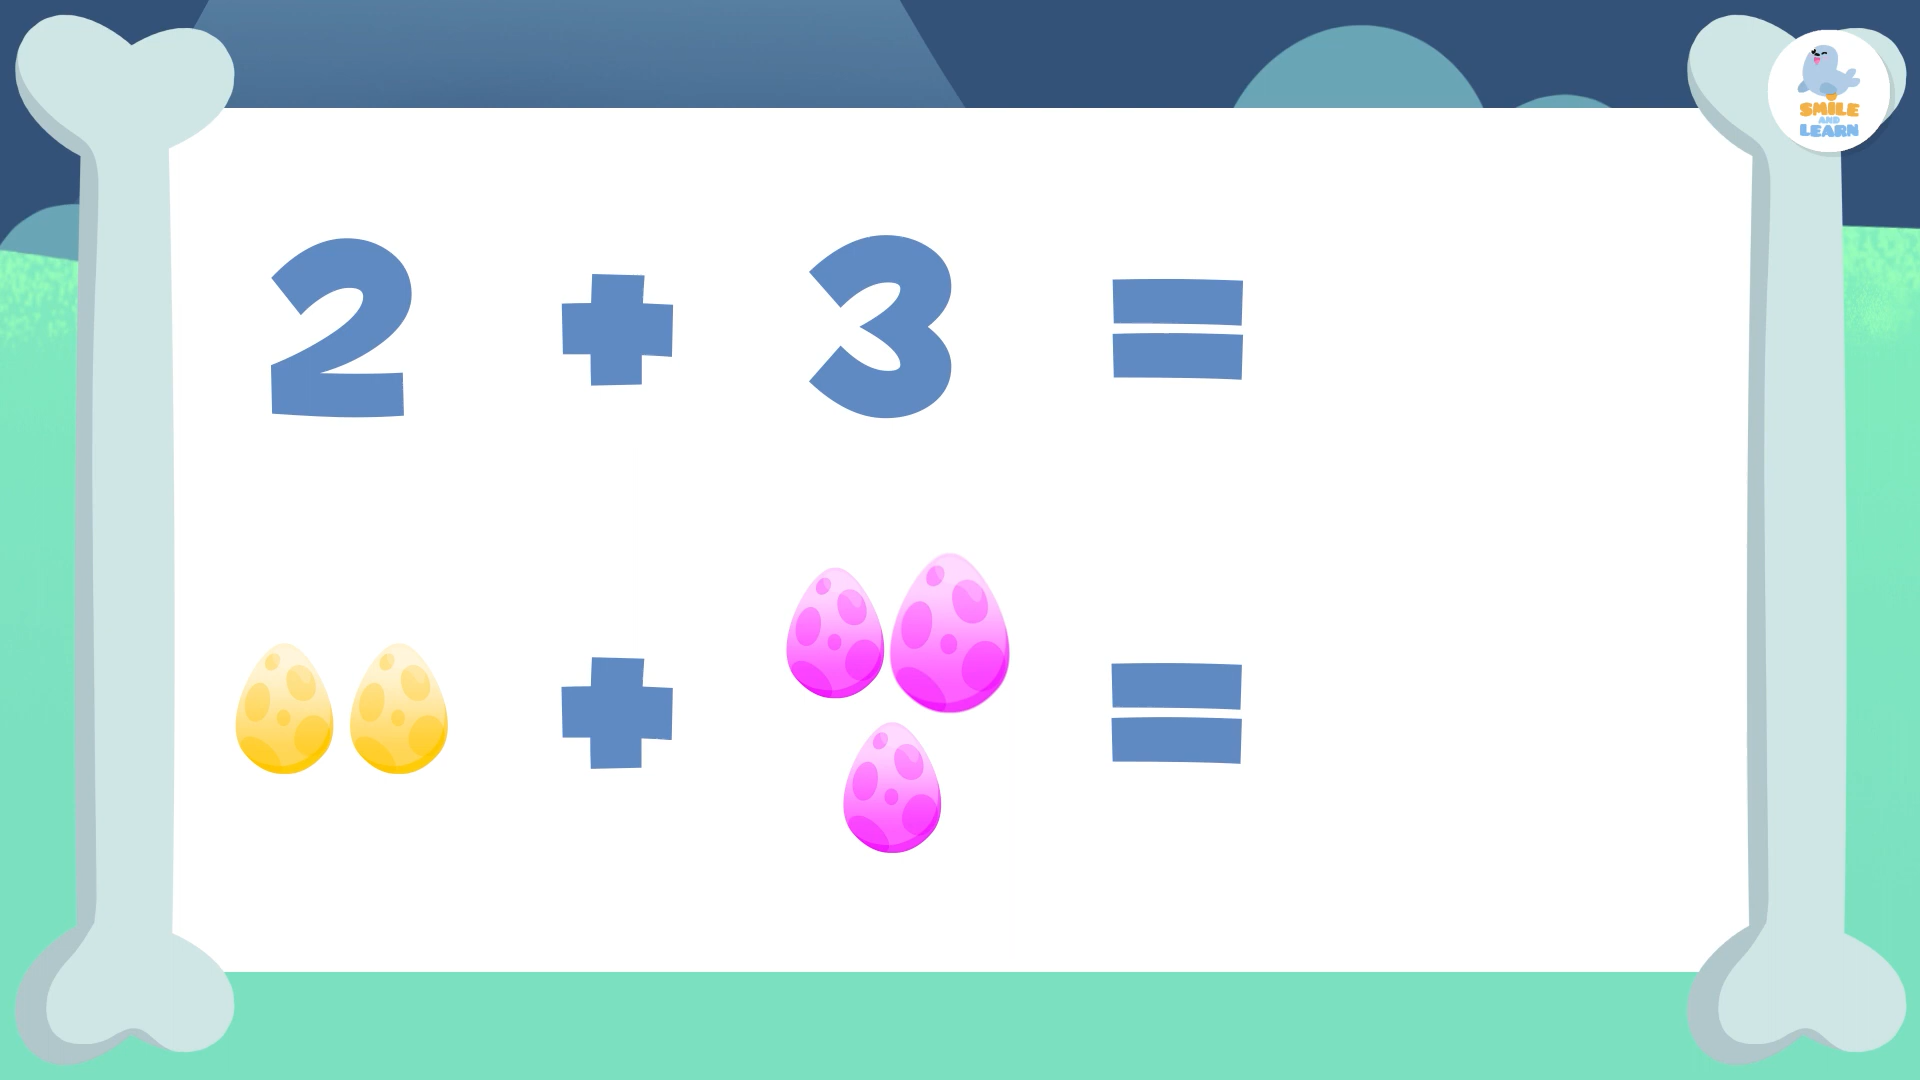 SMILE
AND
LEARN
2 + 3 =
+ =